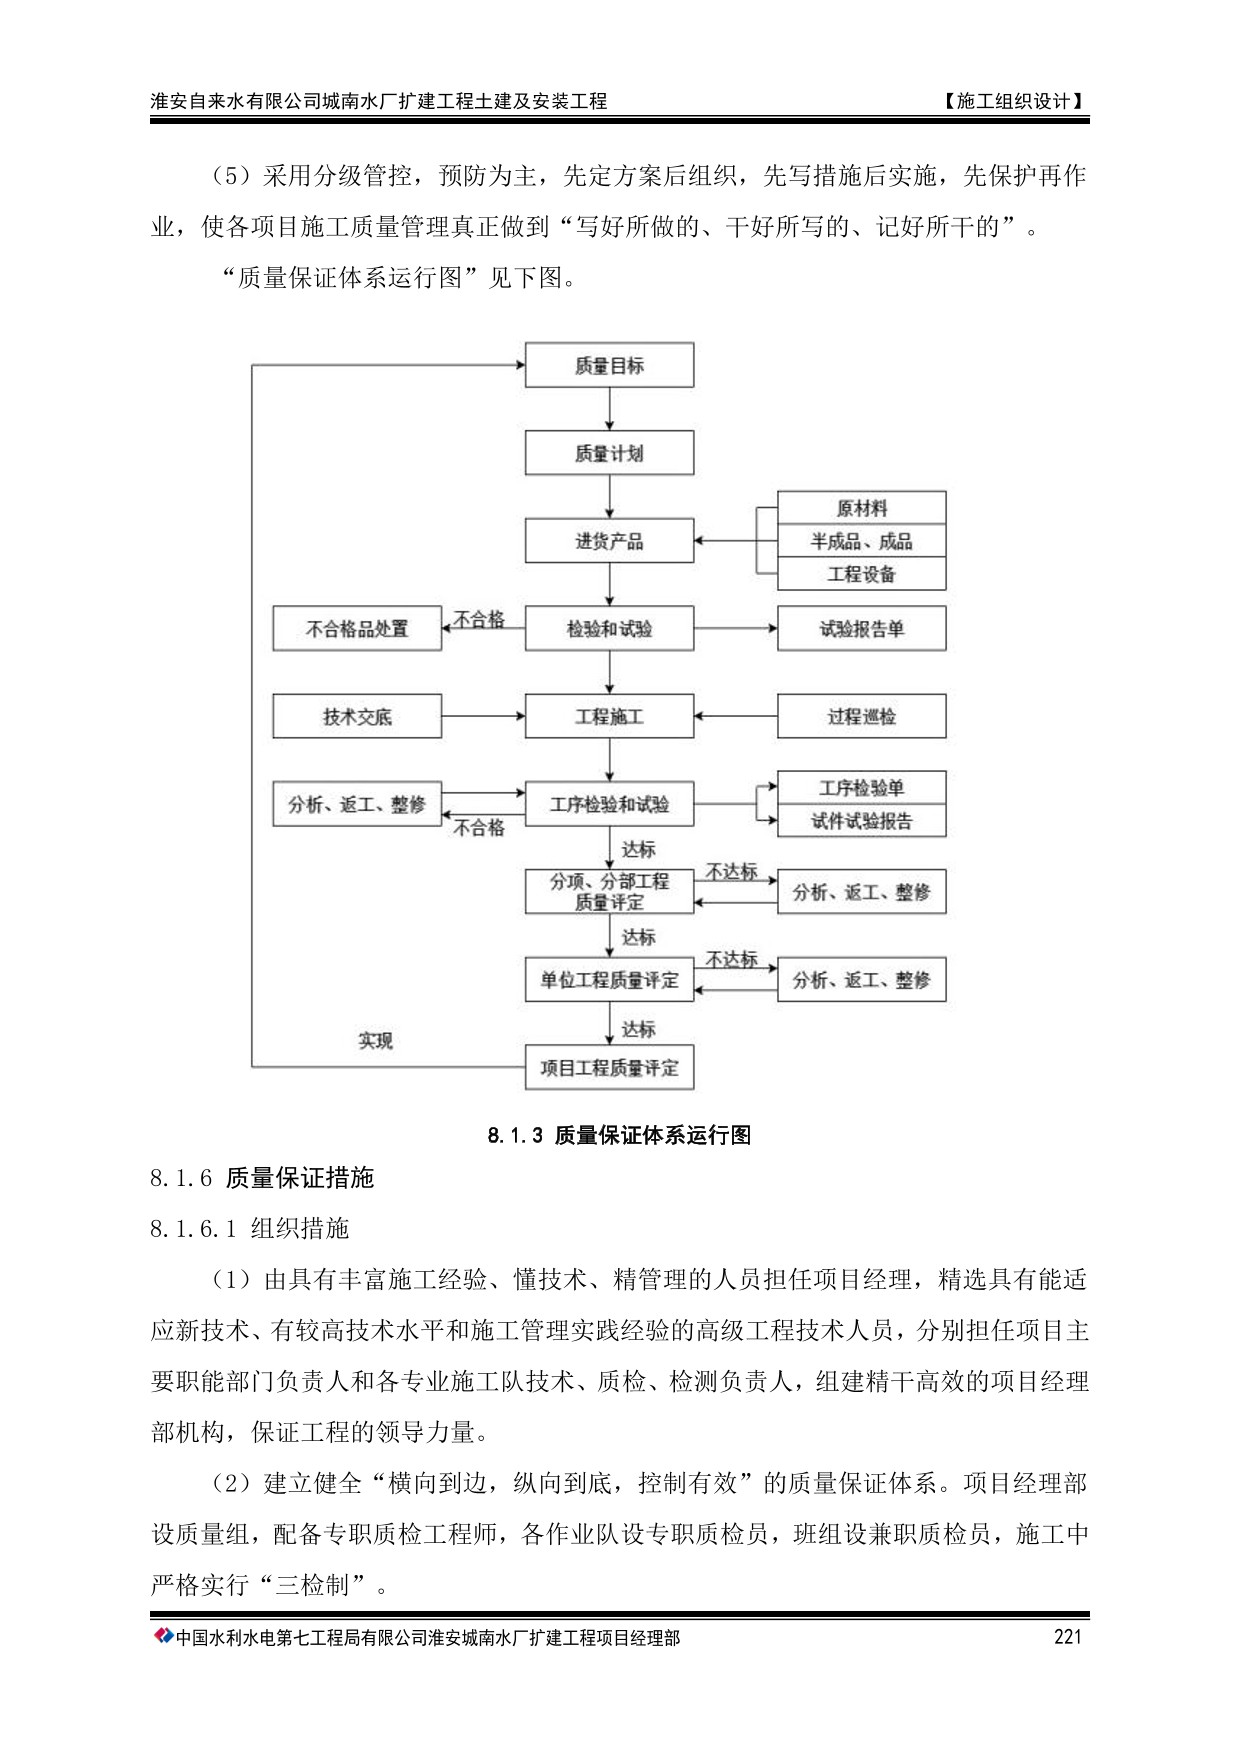 淮安自来水有限公司城南水厂扩建工程土建及安装工程 【施工组织设计】
（5）采用分级管控，预防为主，先定方案后组织，先写措施后实施，先保护再作
业，使各项目施工质量管理真正做到“写好所做的、干好所写的、记好所干的”。
“质量保证体系运行图”见下图。
质量目标
质量计划
原材料
进货产品
半成品、成品
工程设备
不合格品处置
不合格
检验和试验
试验报告单
技术交底
工程施工
过程巡检
分析、返工、整修
不合格
工序检验和试验
工序检验单
试件试验报告
达标
分项、分部工程
质量评定
不达标
分析、返工、整修
达标
单位工程质量评定
不达标
分析、返工、整修
达标
实现
项目工程质量评定
8.1.3 质量保证体系运行图
8.1.6 质量保证措施
8.1.6.1 组织措施
（1）由具有丰富施工经验、懂技术、精管理的人员担任项目经理，精选具有能适
应新技术、有较高技术水平和施工管理实践经验的高级工程技术人员，分别担任项目主
要职能部门负责人和各专业施工队技术、质检、检测负责人，组建精干高效的项目经理
部机构，保证工程的领导力量。
（2）建立健全“横向到边，纵向到底，控制有效”的质量保证体系。项目经理部
设质量组，配备专职质检工程师，各作业队设专职质检员，班组设兼职质检员，施工中
严格实行“三检制”。
中国水利水电第七工程局有限公司淮安城南水厂扩建工程项目经理部 221